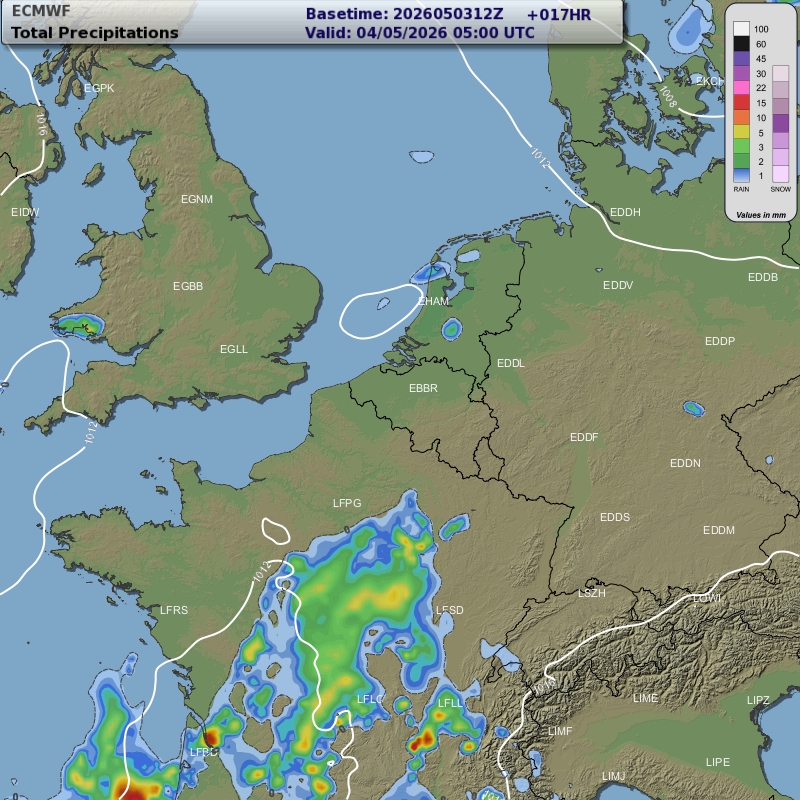 ECMWF
Total Precipitations
Basetime: 2026050312Z +017HR
Valid: 04/05/2026 05:00 UTC
100
60
45
30
22
15
10
5
3
2
1
RAIN
SNOW
Values in mm
EGPK
EKCH
1008
1016
1012
EIDW
EGNM
EDDH
EGBB
EHAM
EDDV
EDDB
EGLL
EDDP
EDDL
EBBR
1012
EDDF
EDDN
LFPG
EDDS
EDDM
1012
LFRS
LFSD
LSZH
LOWI
LFLC
LFLL
LIME
LIPZ
LFBD
LIMF
LIPE
LIMJ